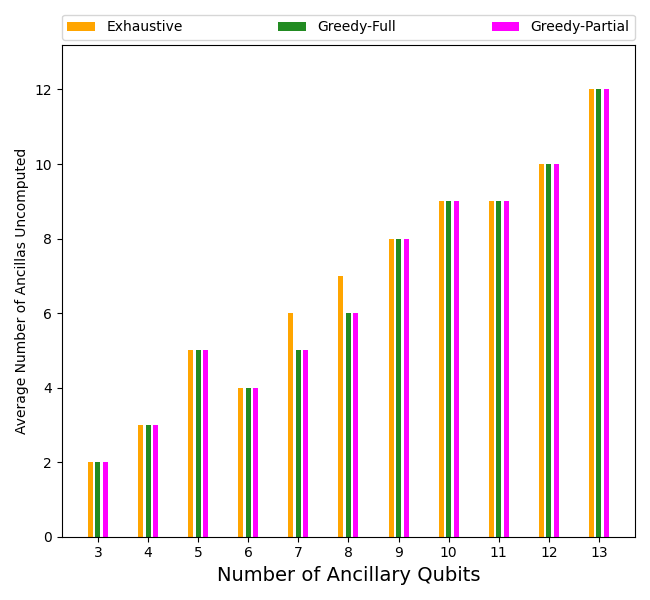 Exhaustive Greedy-Full Greedy-Partial
Average Number of Ancillas Uncomputed
12
10
8
6
4
2
0
3 4 5 6 7 8 9 10 11 12 13
Number of Ancillary Qubits